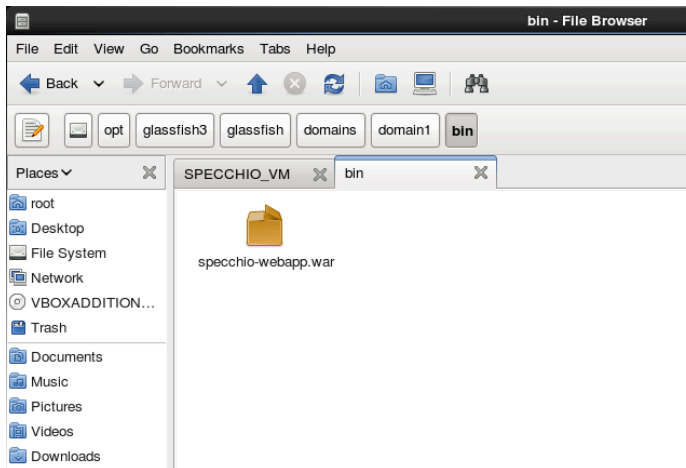 bin - File Browser
File Edit View Go Bookmarks Tabs Help
Back Forward
opt glassfish3 glassfish domains domain1 bin
Places
SPECCHIO_VM
bin
root
Desktop
File System
Network
VBOXADDITION...
Trash
Documents
Music
Pictures
Videos
Downloads
specchio-webapp.war